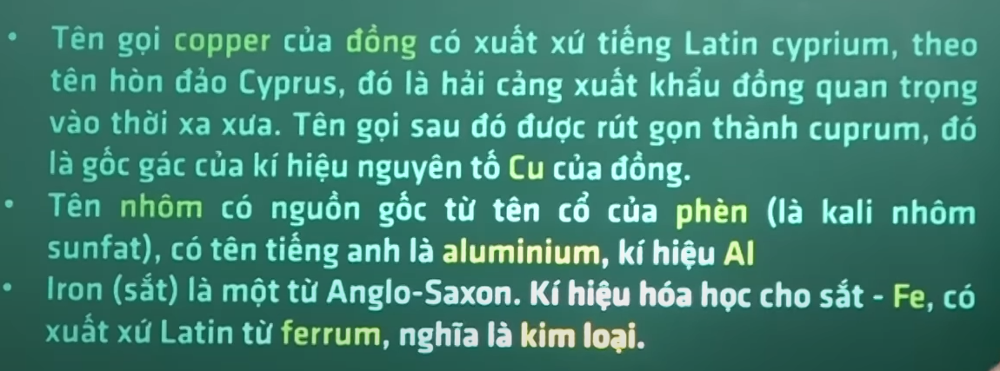 • Tên gọi copper của đồng có xuất xứ tiếng Latin cyprium, theo
tên hòn đảo Cyprus, đó là hải cảng xuất khẩu đồng quan trọng
vào thời xa xưa. Tên gọi sau đó được rút gọn thành cuprum, đó
là gốc gác của kí hiệu nguyên tố Cu của đồng.
• Tên nhôm có nguồn gốc từ tên cổ của phèn (là kali nhôm
sunfat), có tên tiếng anh là aluminium, kí hiệu Al
• Iron (sắt) là một từ Anglo-Saxon. Kí hiệu hóa học cho sắt - Fe, có
xuất xứ Latin từ ferrum, nghĩa là kim loại.